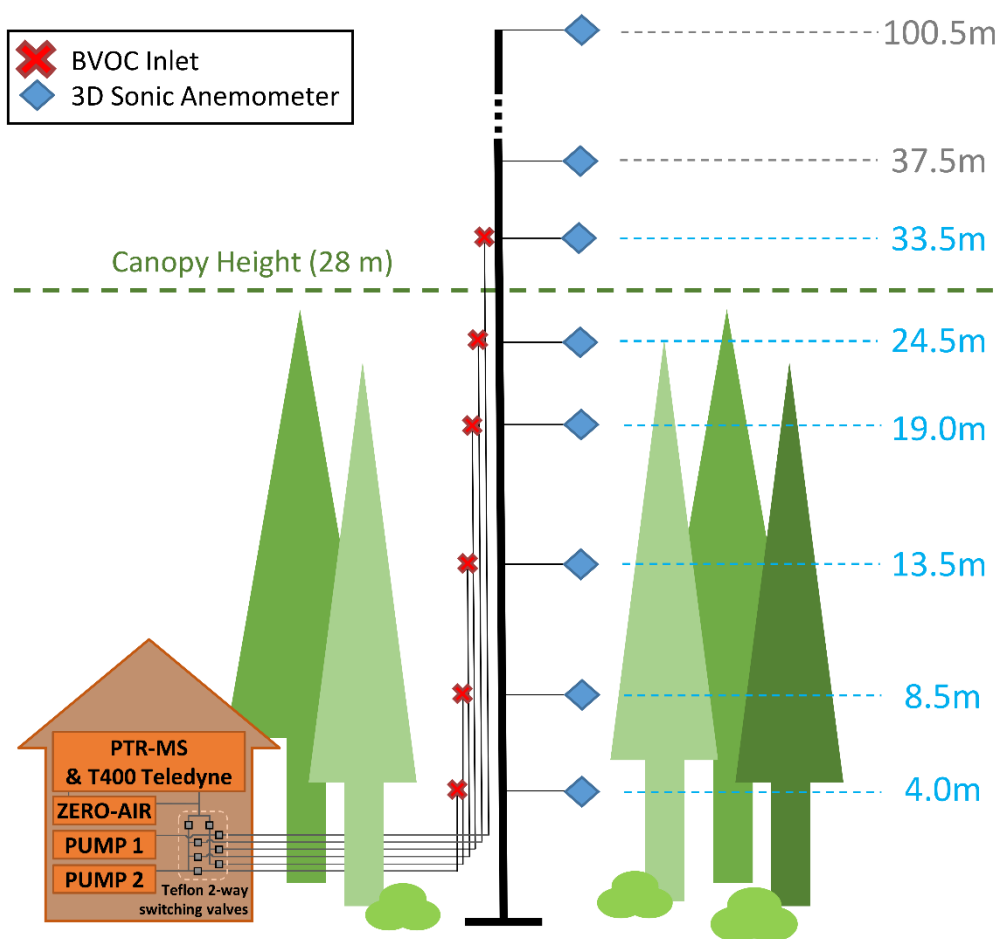 BVOC Inlet
3D Sonic Anemometer
100.5m
37.5m
33.5m
Canopy Height (28 m)
24.5m
19.0m
13.5m
8.5m
4.0m
PTR-MS
& T400 Teledyne
ZERO-AIR
PUMP 1
PUMP 2
Teflon 2-way
switching valves